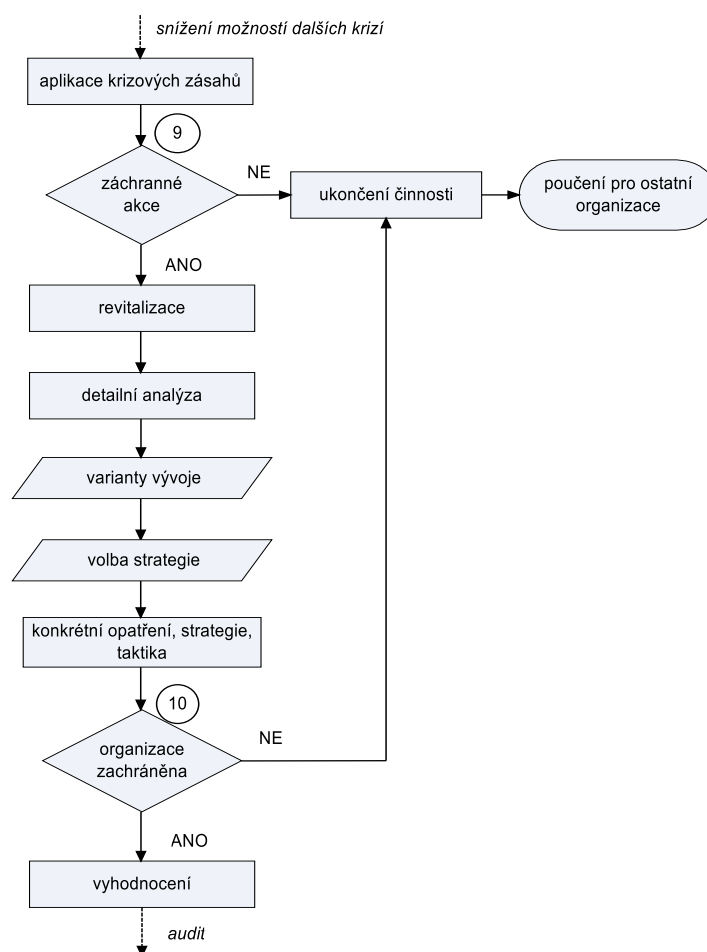 snížení možností dalších krizí
aplikace krizových zásahů
9
záchranné
akce
NE
ukončení činnosti
poučení pro ostatní
organizace
ANO
revitalizace
detailní analýza
varianty vývoje
volba strategie
konkrétní opatření, strategie,
taktika
10
organizace
zachráněna
NE
ANO
vyhodnocení
audit